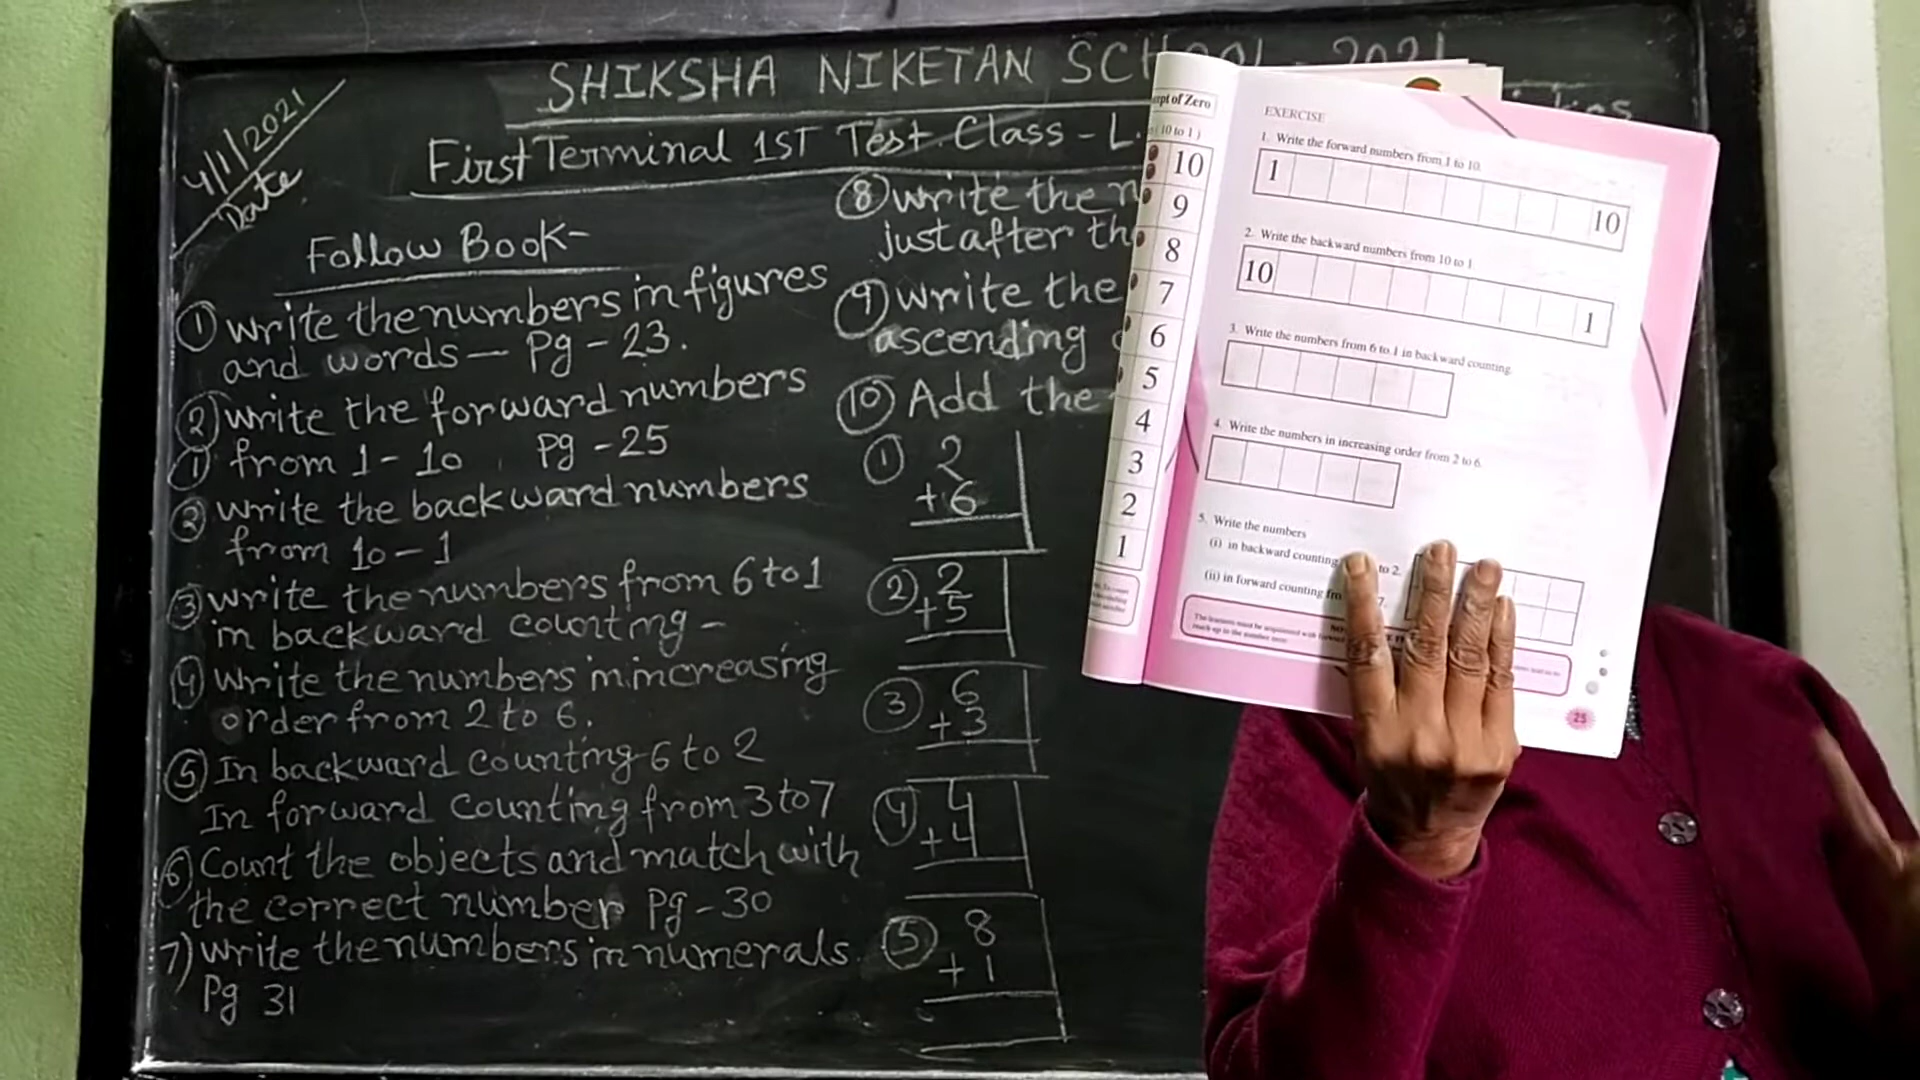 SHIKSHA NIKETAN SCHOOL 2021
First Terminal 1ST Test. Class - L.
4/1/2021
Date
Follow Book-
① write the numbers in figures
and words - Pg - 23.
② write the forward numbers
① from 1 - 10 Pg - 25
② write the backward numbers
from 10 - 1
③ write the numbers from 6 to 1
in backward counting -
④ write the numbers in increasing
order from 2 to 6.
⑤ In backward counting 6 to 2
In forward counting from 3 to 7
⑥ Count the objects and match with
the correct number Pg - 30
7) write the numbers in numerals.
Pg 31
⑧ write the
just after
⑨ write the
ascending
⑩ Add the
① 2
+ 6
② 2
+ 5
③ 6
+ 3
④ 4
+ 4
⑤ 8
+ 1
of Zero
(10 to 1)
10
9
8
7
6
5
4
3
2
1
EXERCISE
1. Write the forward numbers from 1 to 10.
1 10
2. Write the backward numbers from 10 to 1.
10 1
3. Write the numbers from 6 to 1 in backward counting.
4. Write the numbers in increasing order from 2 to 6.
5. Write the numbers
(i) in backward counting to 2.
(ii) in forward counting 7.
25